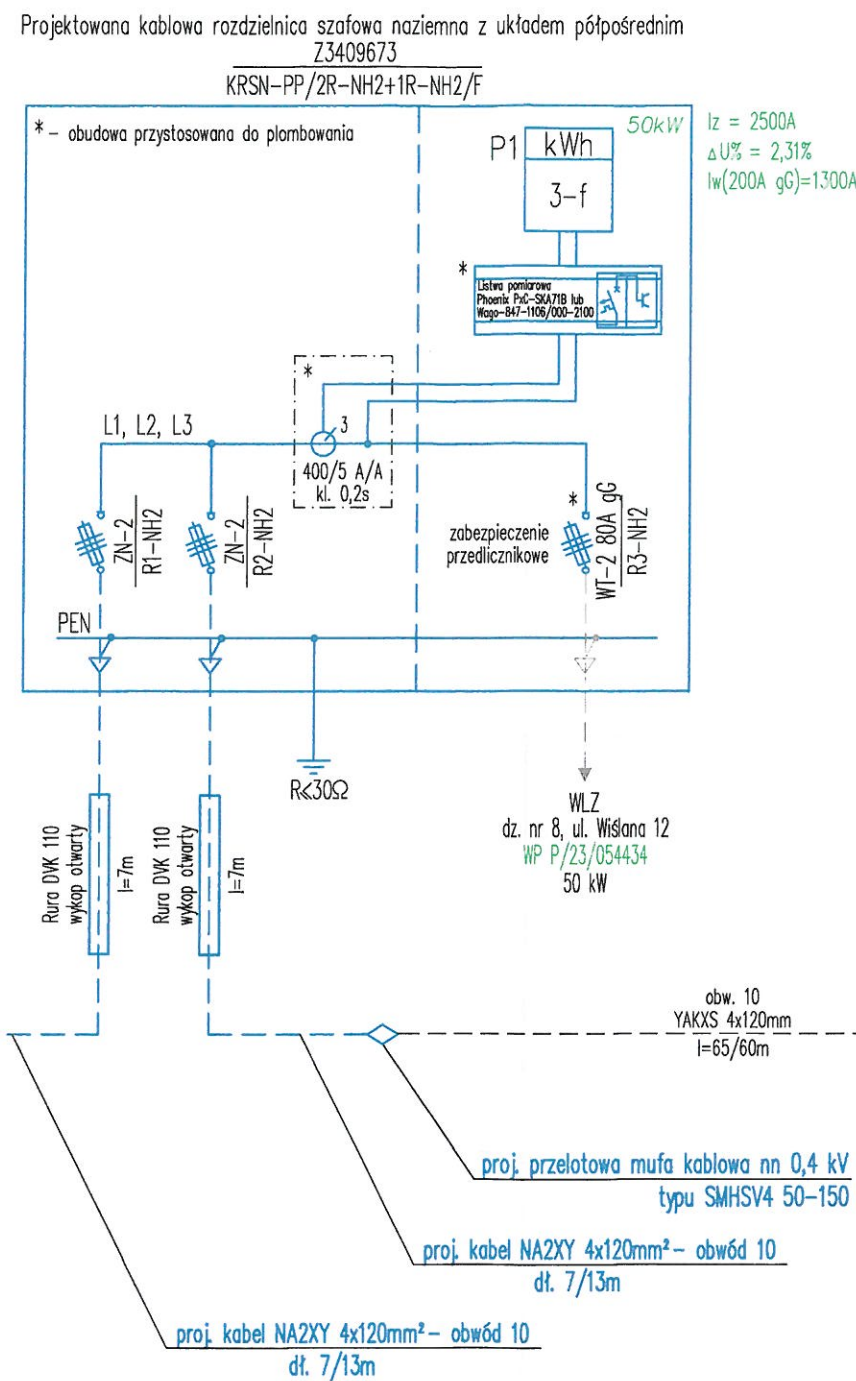 Projektowana kablowa rozdzielnica szafowa naziemna z układem półpośrednim
Z3409673
KRSN-PP/2R-NH2+1R-NH2/F
* - obudowa przystosowana do plombowania
50kW
Iz = 2500A
ΔU% = 2,31%
Iw(200A gG)=1300A
P1
kWh
3-f
*
Listwa pomiarowa
Phoenix PxC-SKA71B lub
Wago-847-1106/000-2100
*
3
L1, L2, L3
400/5 A/A
kl. 0,2s
ZN-2
R1-NH2
ZN-2
R2-NH2
zabezpieczenie
przedlicznikowe
*
WT-2 80A gG
R3-NH2
PEN
R≤30Ω
Rura DVK 110
wykop otwarty
l=7m
Rura DVK 110
wykop otwarty
l=7m
WLZ
dz. nr 8, ul. Wiślana 12
WP P/23/054434
50 kW
obw. 10
YAKXS 4x120mm
l=65/60m
proj. przelotowa mufa kablowa nn 0,4 kV
typu SMHSV4 50-150
proj. kabel NA2XY 4x120mm² - obwód 10
dł. 7/13m
proj. kabel NA2XY 4x120mm² - obwód 10
dł. 7/13m